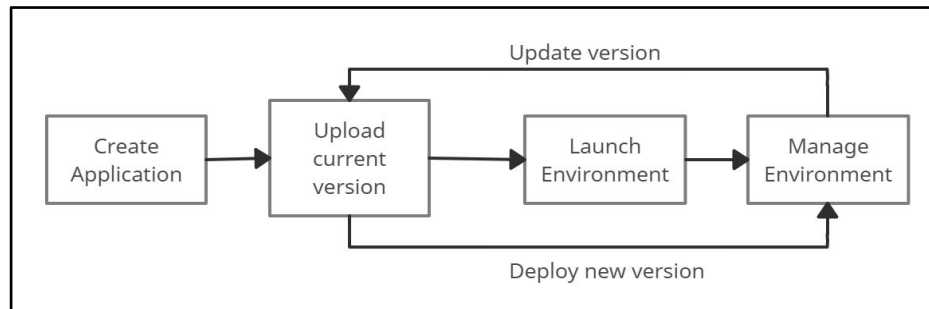 Update version
Create
Application
Upload
current
version
Launch
Environment
Manage
Environment
Deploy new version